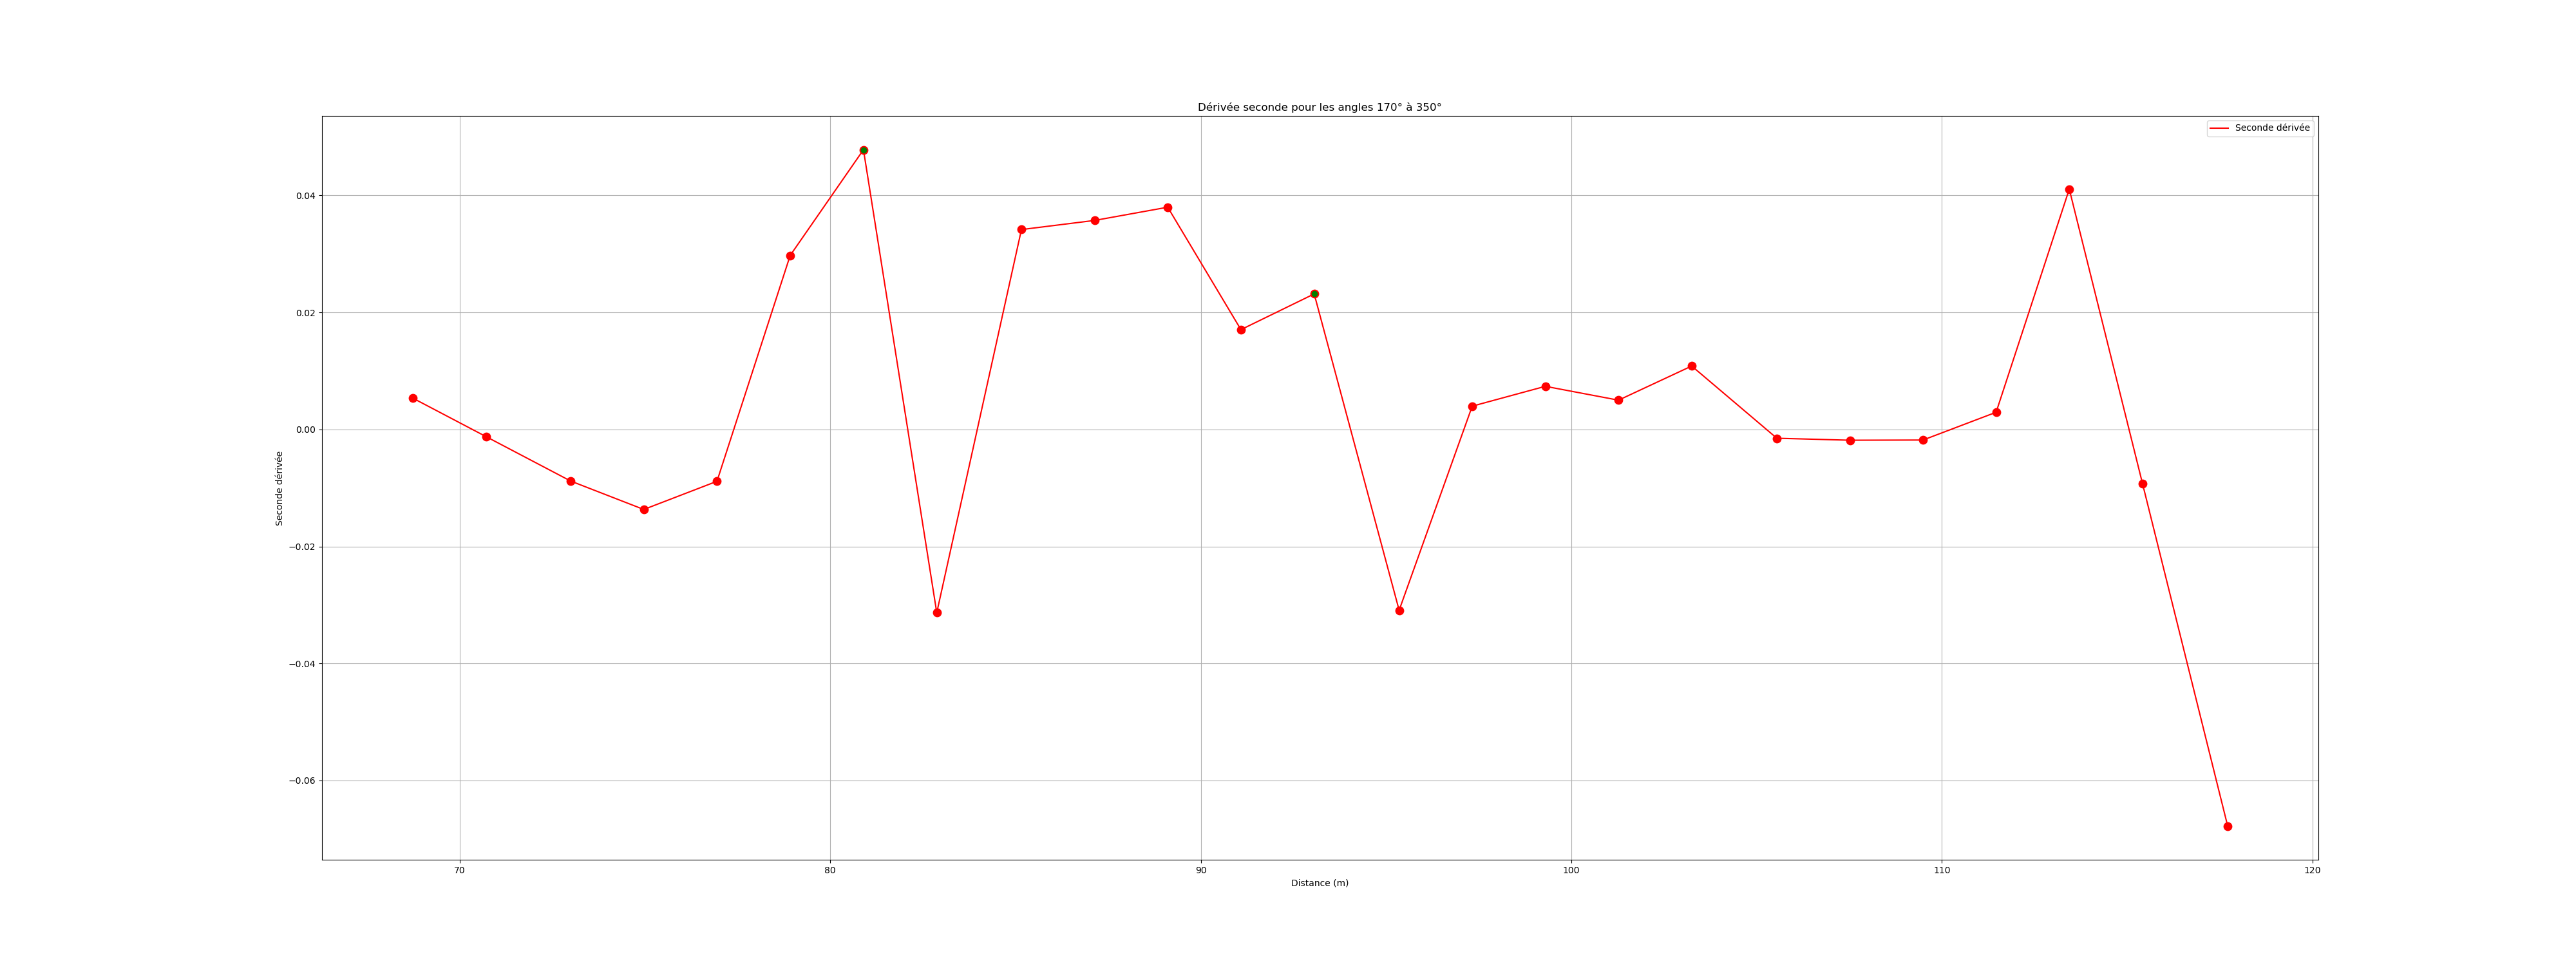 Dérivée seconde pour les angles 170° à 350°
Seconde dérivée
0.04
0.02
0.00
−0.02
−0.04
−0.06
Seconde dérivée
70 80 90 100 110 120
Distance (m)